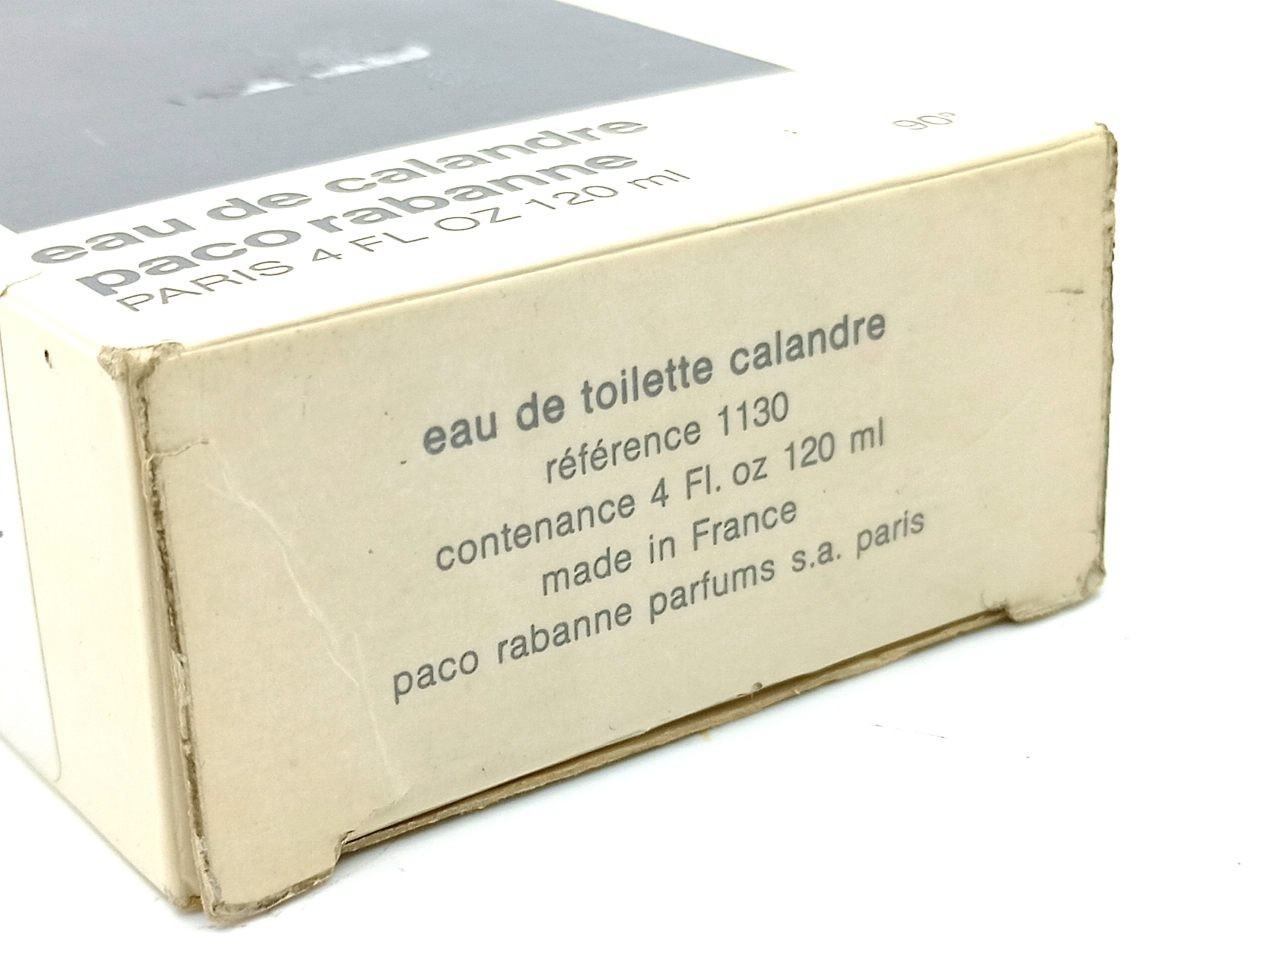 eau de calandre
paco rabanne
PARIS 4 FL OZ 120 ml
90°
eau de toilette calandre
référence 1130
contenance 4 Fl. oz 120 ml
made in France
paco rabanne parfums s.a. paris